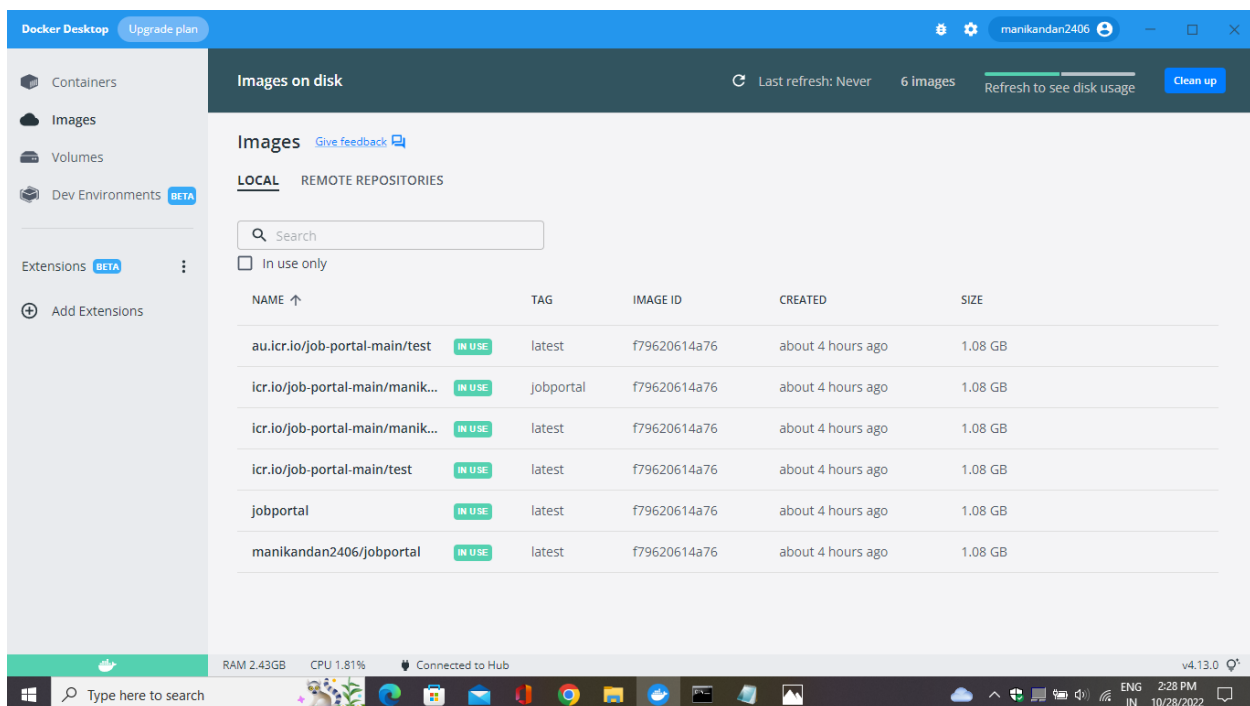 Docker Desktop Upgrade plan manikandan2406
Containers
Images
Volumes
Dev Environments BETA
Extensions BETA
Add Extensions
Images on disk Last refresh: Never 6 images Refresh to see disk usage Clean up
Images Give feedback
LOCAL REMOTE REPOSITORIES
Search
In use only
NAME TAG IMAGE ID CREATED SIZE
au.icr.io/job-portal-main/test IN USE latest f79620614a76 about 4 hours ago 1.08 GB
icr.io/job-portal-main/manik... IN USE jobportal f79620614a76 about 4 hours ago 1.08 GB
icr.io/job-portal-main/manik... IN USE latest f79620614a76 about 4 hours ago 1.08 GB
icr.io/job-portal-main/test IN USE latest f79620614a76 about 4 hours ago 1.08 GB
jobportal IN USE latest f79620614a76 about 4 hours ago 1.08 GB
manikandan2406/jobportal IN USE latest f79620614a76 about 4 hours ago 1.08 GB
RAM 2.43GB CPU 1.81% Connected to Hub v4.13.0
Type here to search ENG 2:28 PM
IN 10/28/2022